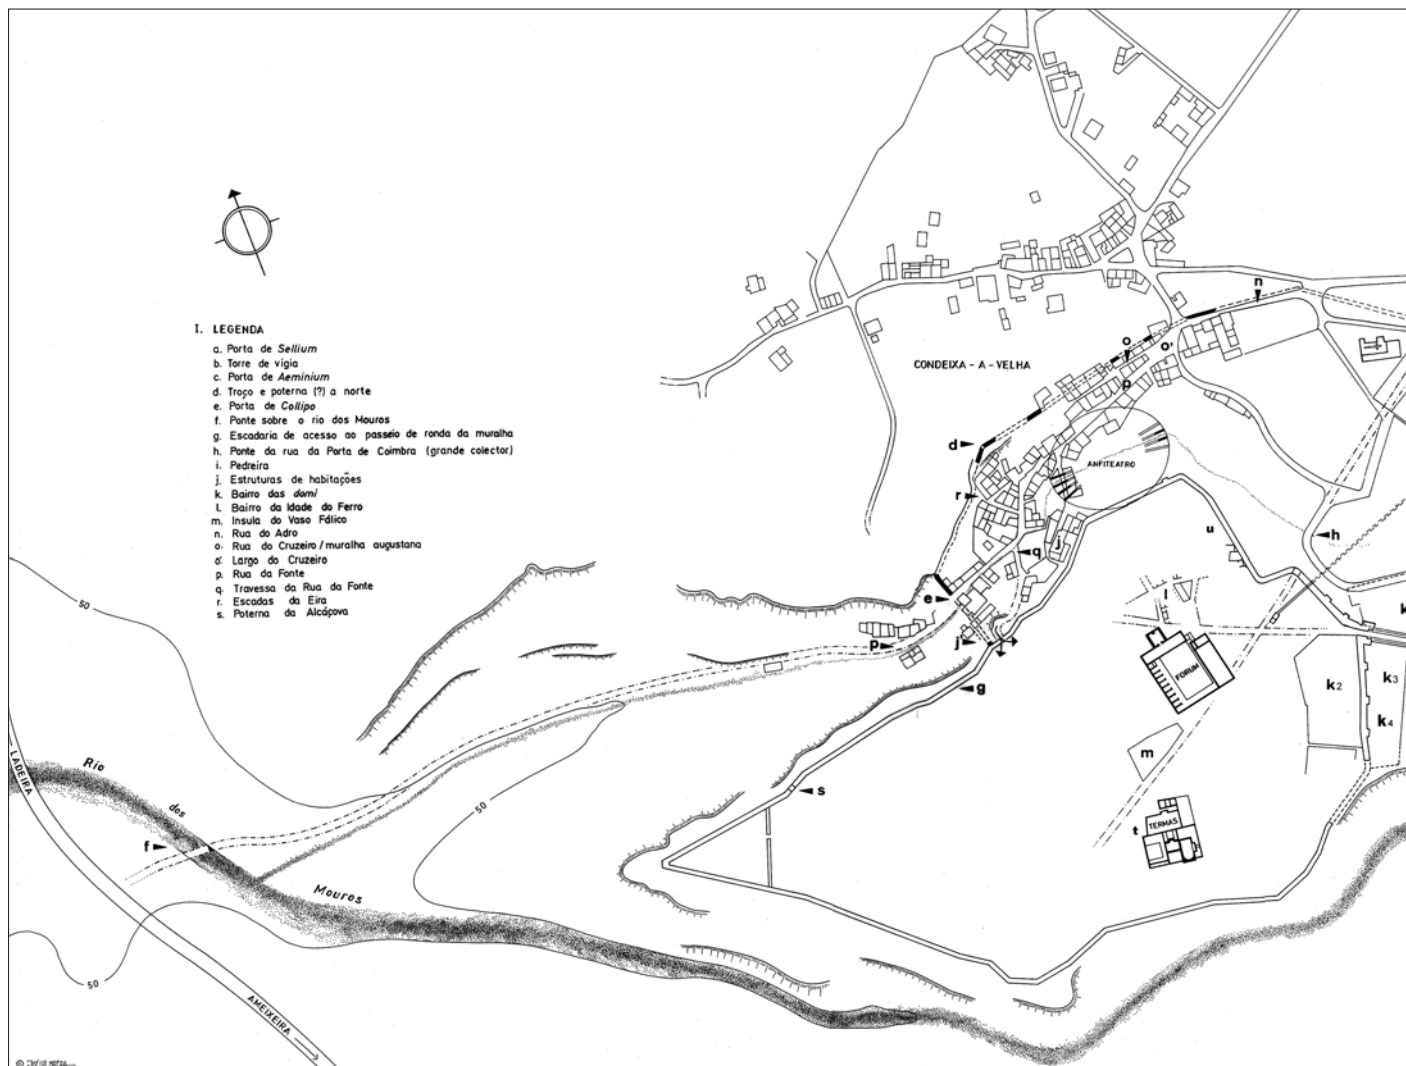 I. LEGENDA
a. Porta de Sellium
b. Torre de vigia
c. Porta de Aeminium
d. Troço e poterna (?) a norte
e. Porta de Collipo
f. Ponte sobre o rio dos Mouros
g. Escadaria de acesso ao passeio de ronda da muralha
h. Ponte da rua da Porta de Coimbra (grande colector)
i. Pedreira
j. Estruturas de habitações
k. Bairro das domi
l. Bairro da Idade do Ferro
m. Insula do Vaso Fálico
n. Rua do Adro
o. Rua do Cruzeiro/muralha augustana
o'. Largo do Cruzeiro
p. Rua da Fonte
q. Travessa da Rua da Fonte
r. Escadas da Eira
s. Poterna da Alcáçova
CONDEIXA - A - VELHA
n
o
o'
p
d
ANFITEATRO
r
u
h
j
q
e
l
k
p
j
g
FORUM
k2
k3
k4
m
s
t
TERMAS
50
50
50
LADEIRA
Rio
dos
Mouros
f
AMEIXEIRA